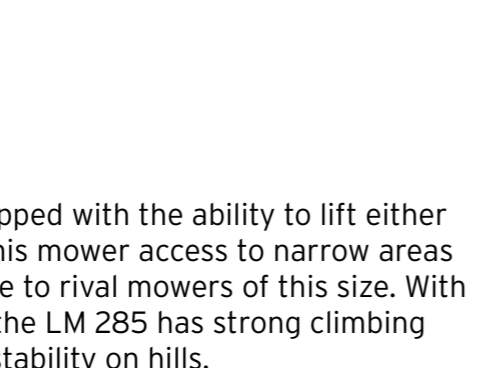 pped with the ability to lift either
his mower access to narrow areas
e to rival mowers of this size. With
the LM 285 has strong climbing
stability on hills.